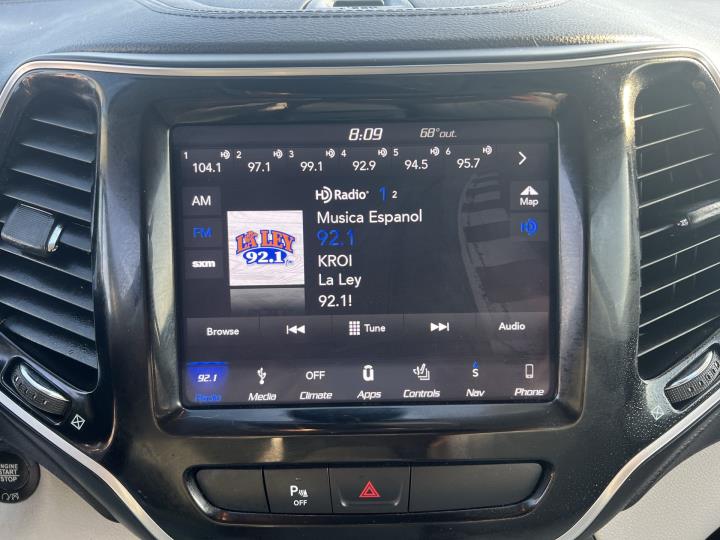 8:09 68°out.
1 2 3 4 5 6
104.1 97.1 99.1 92.9 94.5 95.7
AM
FM
sxm
HD Radio 1 2
Musica Espanol
92.1
KROI
La Ley
92.1!
LA LEY
92.1 fm
Map
HD
Browse Tune Audio
92.1 OFF S
Radio Media Climate Apps Controls Nav Phone
ENGINE
START
STOP
P OFF